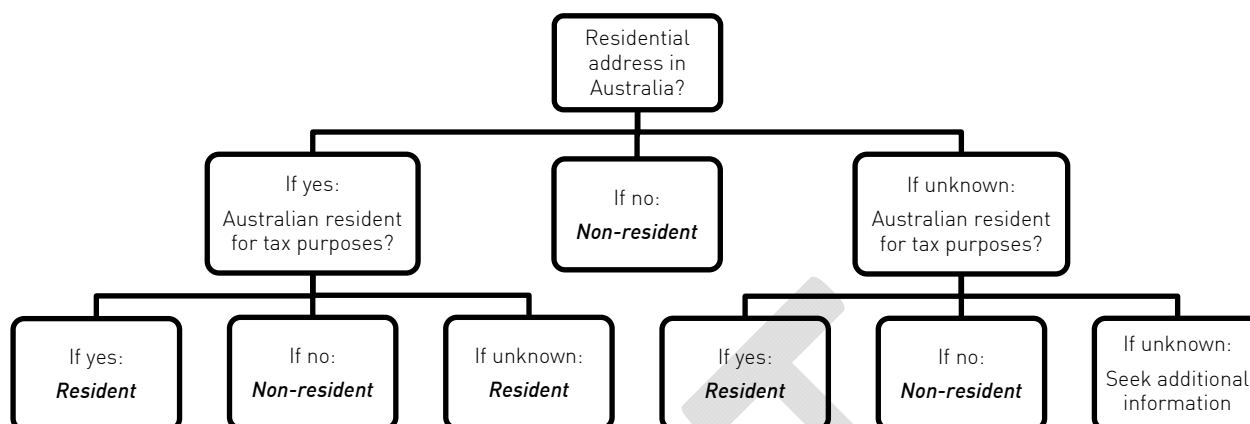 Residential
address in
Australia?
If yes:
Australian resident
for tax purposes?
If no:
Non-resident
If unknown:
Australian resident
for tax purposes?
If yes:
Resident
If no:
Non-resident
If unknown:
Resident
If yes:
Resident
If no:
Non-resident
If unknown:
Seek additional
information